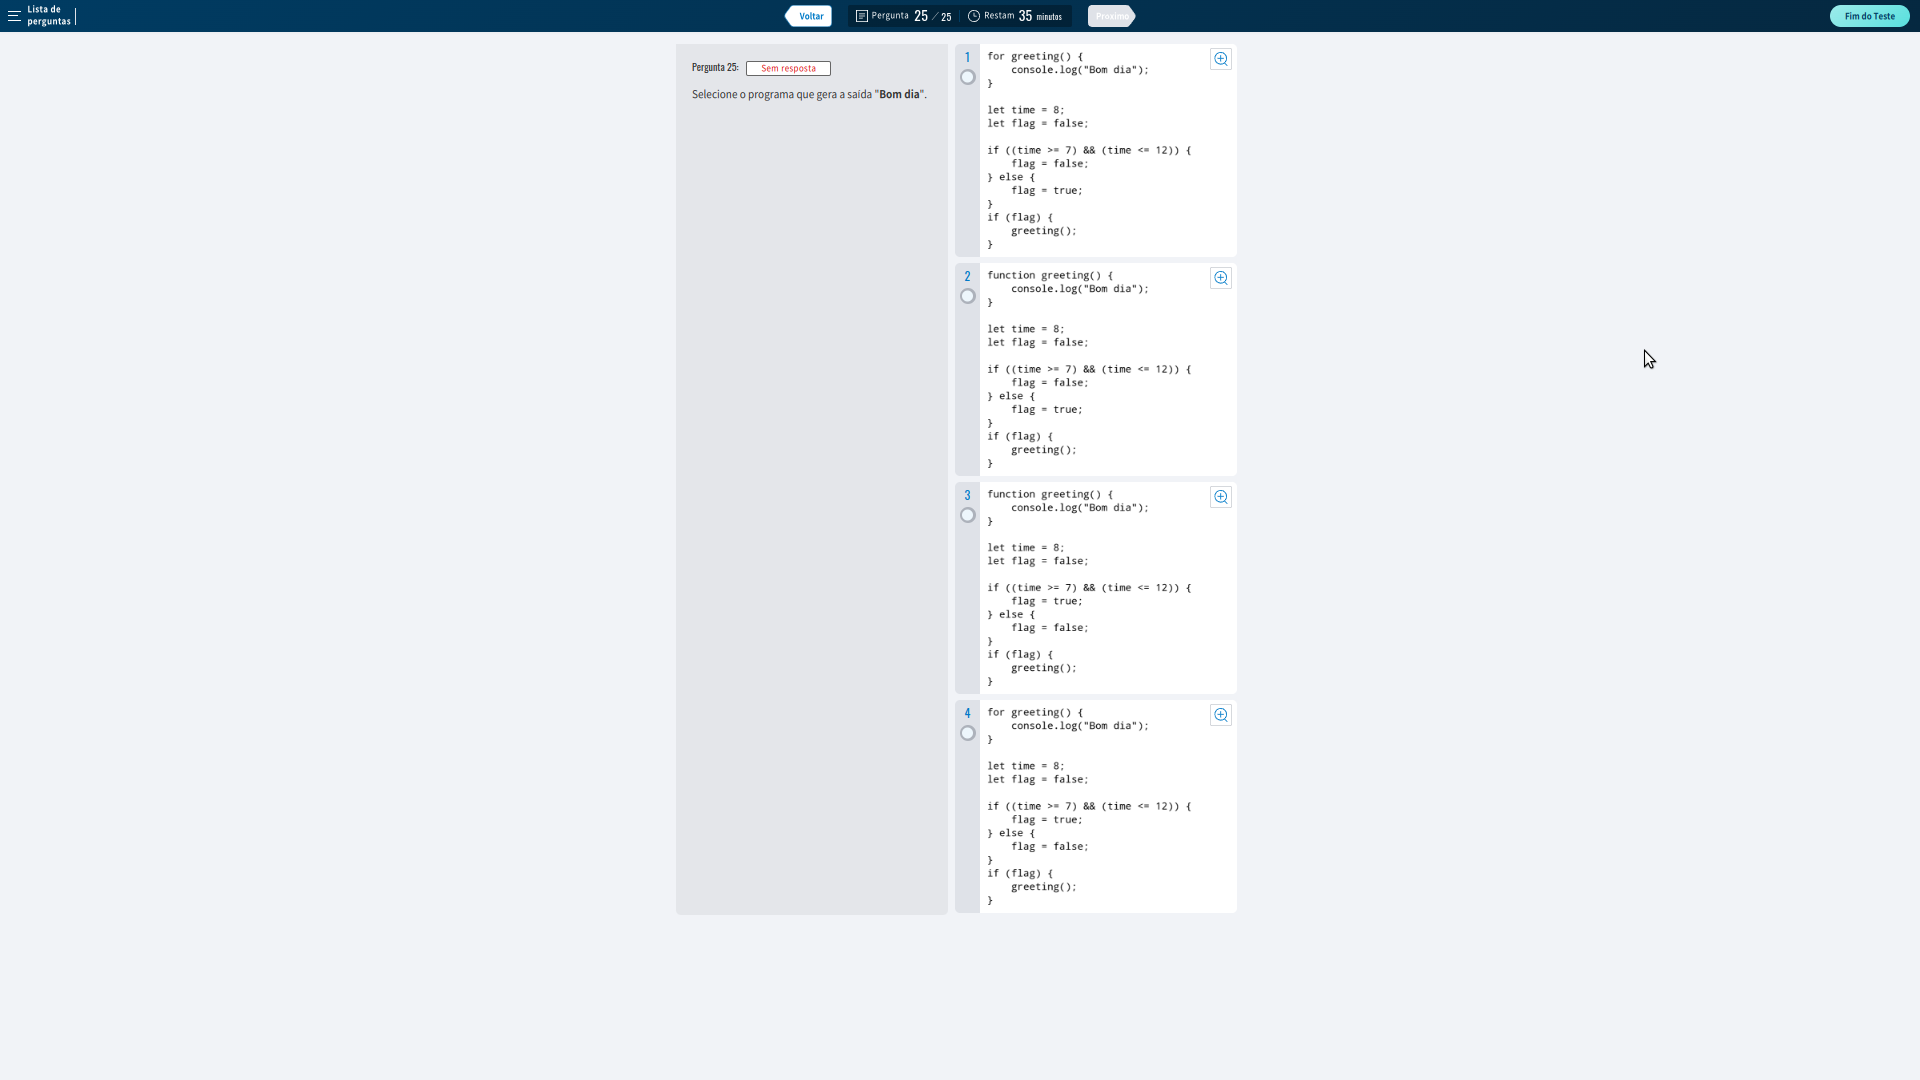 Lista de
perguntas
Voltar
Pergunta 25 / 25
Restam 35 minutos
Próximo
Fim do Teste
Pergunta 25: Sem resposta
Selecione o programa que gera a saída "Bom dia".
1
for greeting() {
    console.log("Bom dia");
}

let time = 8;
let flag = false;

if ((time >= 7) && (time <= 12)) {
    flag = false;
} else {
    flag = true;
}
if (flag) {
    greeting();
}
2
function greeting() {
    console.log("Bom dia");
}

let time = 8;
let flag = false;

if ((time >= 7) && (time <= 12)) {
    flag = false;
} else {
    flag = true;
}
if (flag) {
    greeting();
}
3
function greeting() {
    console.log("Bom dia");
}

let time = 8;
let flag = false;

if ((time >= 7) && (time <= 12)) {
    flag = true;
} else {
    flag = false;
}
if (flag) {
    greeting();
}
4
for greeting() {
    console.log("Bom dia");
}

let time = 8;
let flag = false;

if ((time >= 7) && (time <= 12)) {
    flag = true;
} else {
    flag = false;
}
if (flag) {
    greeting();
}